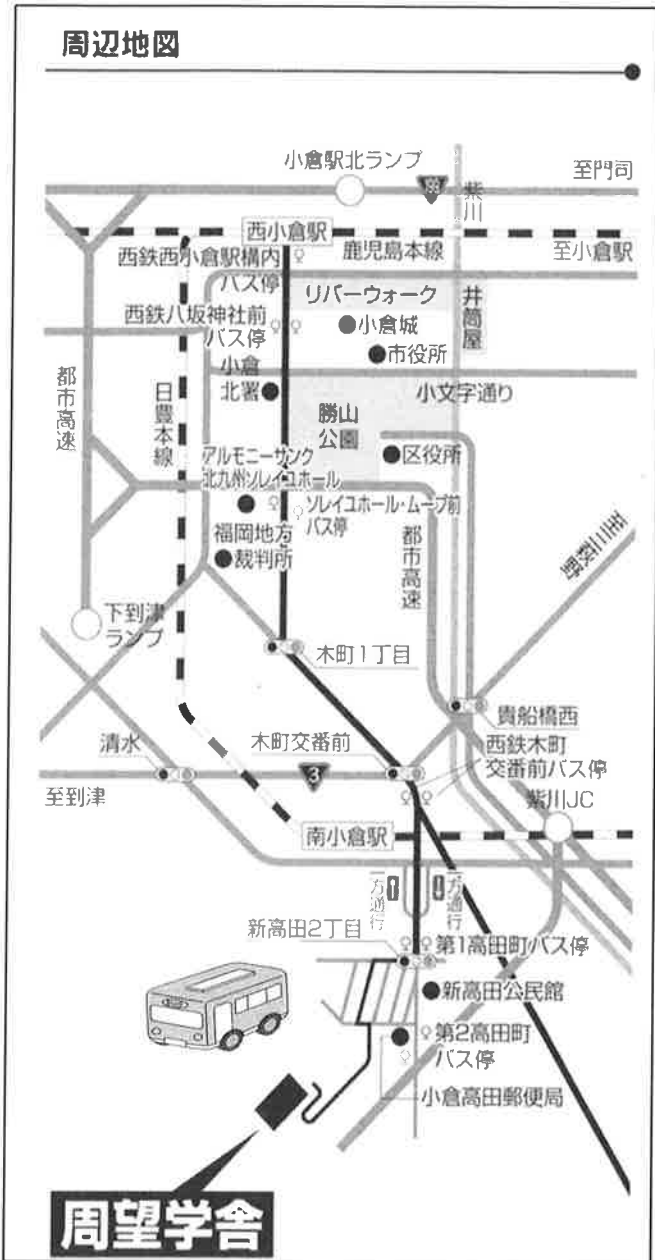 周辺地図
小倉駅北ランプ
至門司
紫川
西小倉駅
鹿児島本線
至小倉駅
西鉄西小倉駅構内
バス停
リバーウォーク
井筒屋
西鉄八坂神社前
バス停
小倉城
市役所
小倉
北署
小文字通り
都市高速
日豊本線
勝山
公園
区役所
アルモニーサンク
北九州ソレイユホール
ソレイユホール・ムーブ前
バス停
福岡地方
裁判所
都市高速
至三萩野
下到津
ランプ
木町1丁目
貴船橋西
清水
木町交番前
西鉄木町
交番前バス停
3
至到津
紫川JC
南小倉駅
一方通行
一方通行
新高田2丁目
第1高田町バス停
新高田公民館
第2高田町
バス停
小倉高田郵便局
周望学舎